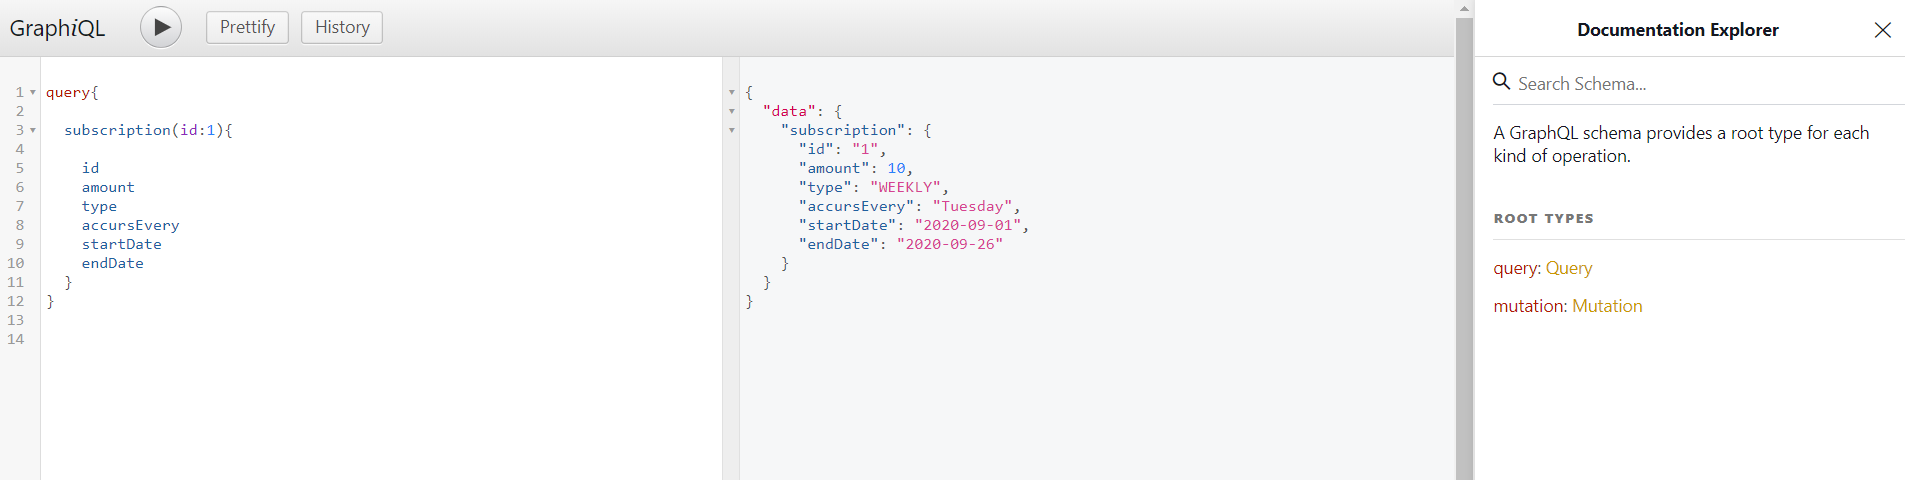 GraphiQL
Prettify
History
1 query{
2
3 subscription(id:1){
4
5 id
6 amount
7 type
8 accursEvery
9 startDate
10 endDate
11 }
12 }
13
14
{
"data": {
"subscription": {
"id": "1",
"amount": 10,
"type": "WEEKLY",
"accursEvery": "Tuesday",
"startDate": "2020-09-01",
"endDate": "2020-09-26"
}
}
}
Documentation Explorer
Search Schema...
A GraphQL schema provides a root type for each
kind of operation.
ROOT TYPES
query: Query
mutation: Mutation